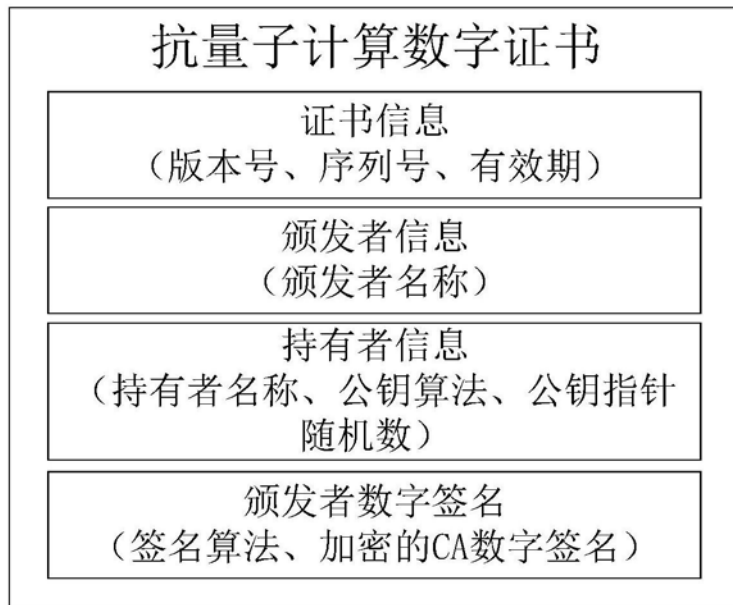 抗量子计算数字证书
证书信息
（版本号、序列号、有效期）
颁发者信息
（颁发者名称）
持有者信息
（持有者名称、公钥算法、公钥指针
随机数）
颁发者数字签名
（签名算法、加密的CA数字签名）